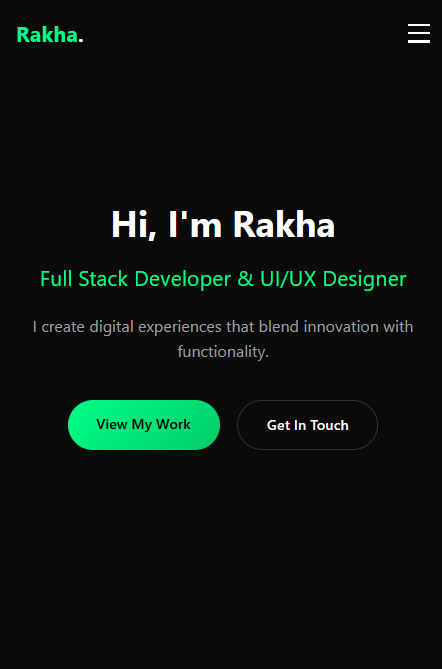 Rakha.
Hi, I'm Rakha
Full Stack Developer & UI/UX Designer
I create digital experiences that blend innovation with
functionality.
View My Work
Get In Touch